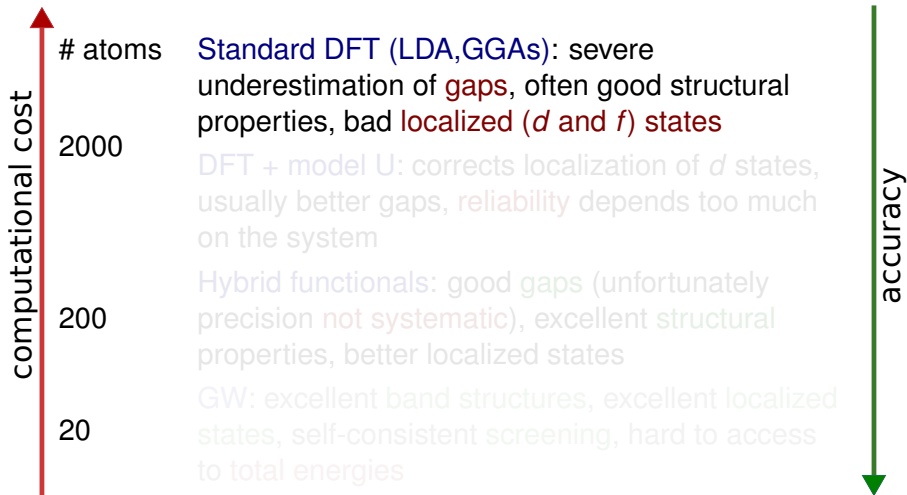 # atoms
Standard DFT (LDA,GGAs): severe
underestimation of gaps, often good structural
properties, bad localized (d and f) states
2000
DFT + model U: corrects localization of d states,
usually better gaps, reliability depends too much
on the system
Hybrid functionals: good gaps (unfortunately
200
precision not systematic), excellent structural
properties, better localized states
GW: excellent band structures, excellent localized
20
states, self-consistent screening, hard to access
to total energies
computational cost
accuracy